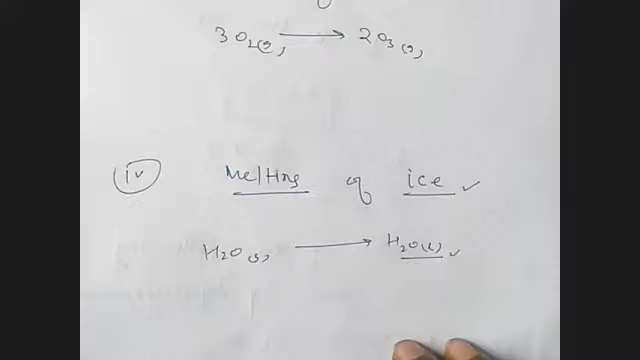 3O₂(g) ⟶ 2O₃(g)
iv Melting of ice ✓
H₂O(s) ⟶ H₂O(l) ✓